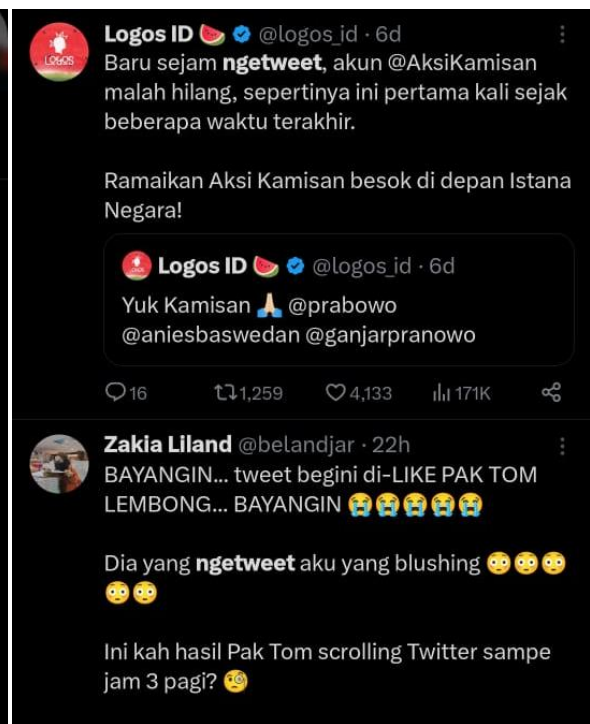 Logos ID 🍉 @logos_id · 6d
Baru sejam ngetweet, akun @AksiKamisan
malah hilang, sepertinya ini pertama kali sejak
beberapa waktu terakhir.
Ramaikan Aksi Kamisan besok di depan Istana
Negara!
Logos ID 🍉 @logos_id · 6d
Yuk Kamisan 🙏🏻 @prabowo
@aniesbaswedan @ganjarpranowo
16 1,259 4,133 171K
Zakia Liland @belandjar · 22h
BAYANGIN... tweet begini di-LIKE PAK TOM
LEMBONG... BAYANGIN 😭😭😭😭😭
Dia yang ngetweet aku yang blushing 😳😳😳
😳😳
Ini kah hasil Pak Tom scrolling Twitter sampe
jam 3 pagi? 🧐